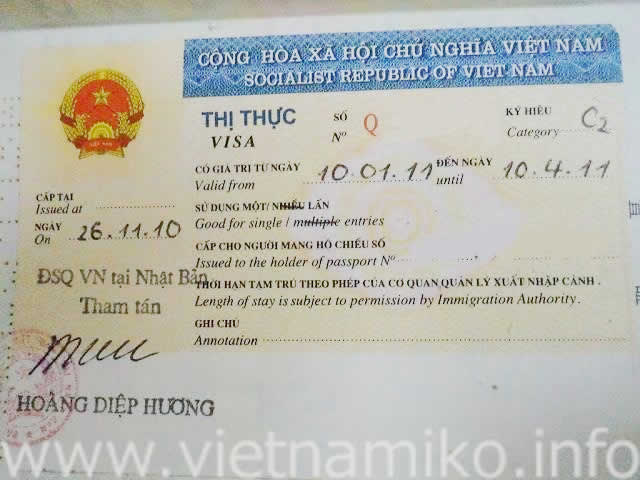 CỘNG HÒA XÃ HỘI CHỦ NGHĨA VIỆT NAM
SOCIALIST REPUBLIC OF VIET NAM
THỊ THỰC SỐ Q KÝ HIỆU C2
VISA Nº Category
CÓ GIÁ TRỊ TỪ NGÀY 10.01.11 ĐẾN NGÀY 10.4.11
Valid from until
CẤP TẠI
Issued at
NGÀY 26.11.10
On
SỬ DỤNG MỘT/ NHIỀU LẦN
Good for single / multiple entries
CẤP CHO NGƯỜI MANG HỘ CHIẾU SỐ
Issued to the holder of passport Nº
THỜI HẠN TẠM TRÚ THEO PHÉP CỦA CƠ QUAN QUẢN LÝ XUẤT NHẬP CẢNH.
Length of stay is subject to permission by Immigration Authority.
GHI CHÚ
Annotation
ĐSQ VN tại Nhật Bản
Tham tán
HOÀNG DIỆP HƯƠNG
www.vietnamiko.info